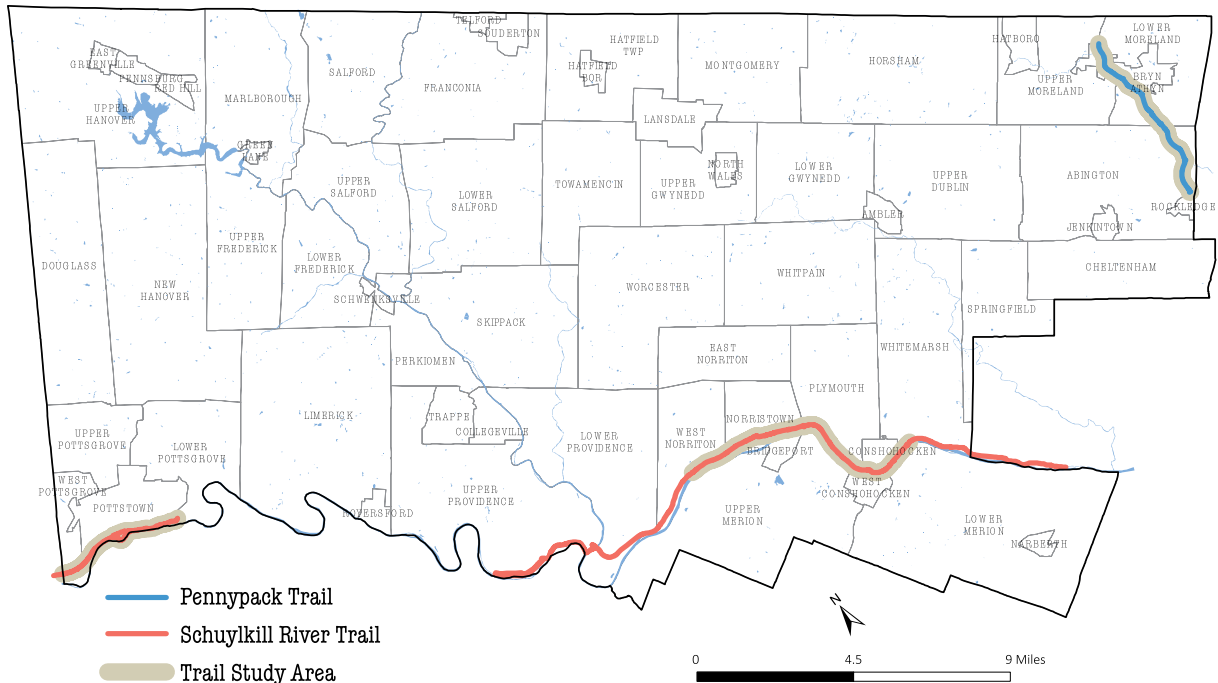 TELFORD
SOUDERTON
LOWER
MORELAND
HATBORO
HATFIELD
TWP
EAST
GREENVILLE
SALFORD
HATFIELD
BOR
MONTGOMERY
HORSHAM
PENNSBURG
RED HILL
FRANCONIA
UPPER
MORELAND
BRYN
ATHYN
MARLBOROUGH
UPPER
HANOVER
LANSDALE
GREEN
LANE
NORTH
WALES
LOWER
GWYNEDD
UPPER
SALFORD
LOWER
SALFORD
TOWAMENCIN
UPPER
GWYNEDD
UPPER
DUBLIN
ABINGTON
ROCKLEDGE
AMBLER
JENKINTOWN
UPPER
FREDERICK
DOUGLASS
LOWER
FREDERICK
WHITPAIN
CHELTENHAM
NEW
HANOVER
WORCESTER
SCHWENKSVILLE
SPRINGFIELD
SKIPPACK
EAST
NORRITON
WHITEMARSH
PERKIOMEN
PLYMOUTH
LIMERICK
TRAPPE
COLLEGEVILLE
NORRISTOWN
UPPER
POTTSGROVE
LOWER
POTTSGROVE
LOWER
PROVIDENCE
WEST
NORRITON
BRIDGEPORT
CONSHOHOCKEN
WEST
POTTSGROVE
WEST
CONSHOHOCKEN
UPPER
PROVIDENCE
POTTSTOWN
ROYERSFORD
UPPER
MERION
LOWER
MERION
NARBERTH
Pennypack Trail
Schuylkill River Trail
Trail Study Area
N
0 4.5 9 Miles